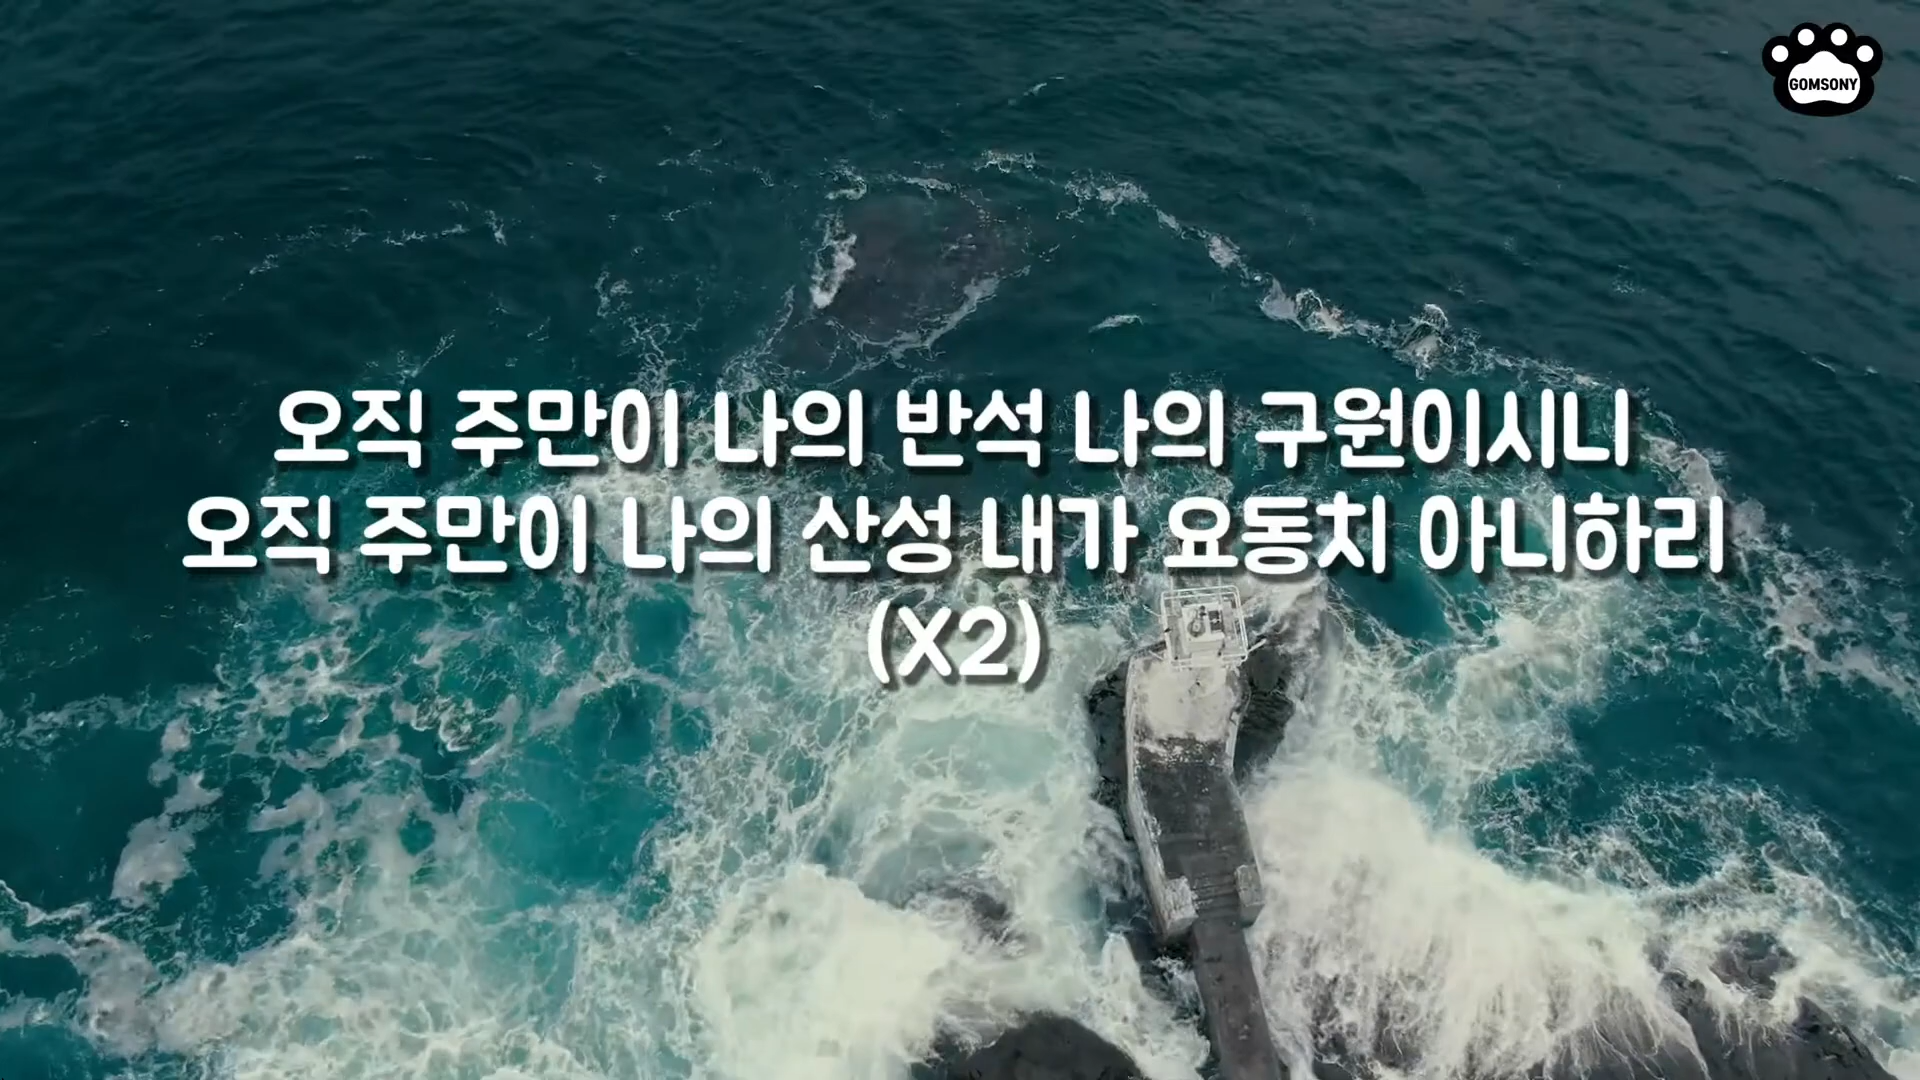 GOMSONY
오직 주만이 나의 반석 나의 구원이시니
오직 주만이 나의 산성 내가 요동치 아니하리
(X2)